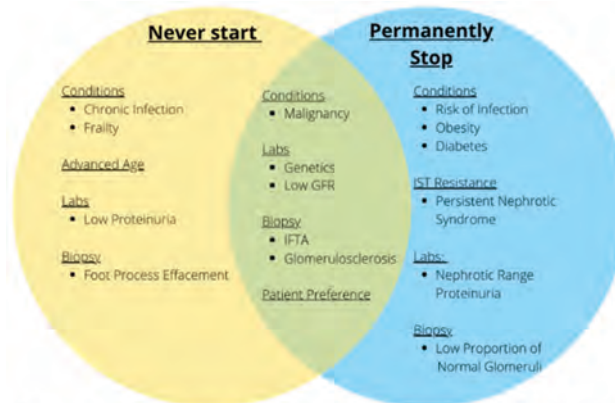 Never start
Conditions
• Chronic Infection
• Frailty
Advanced Age
Labs
• Low Proteinuria
Biopsy
• Foot Process Effacement
Conditions
• Malignancy
Labs
• Genetics
• Low GFR
Biopsy
• IFTA
• Glomerulosclerosis
Patient Preference
Permanently
Stop
Conditions
• Risk of Infection
• Obesity
• Diabetes
IST Resistance
• Persistent Nephrotic
Syndrome
Labs:
• Nephrotic Range
Proteinuria
Biopsy
• Low Proportion of
Normal Glomeruli